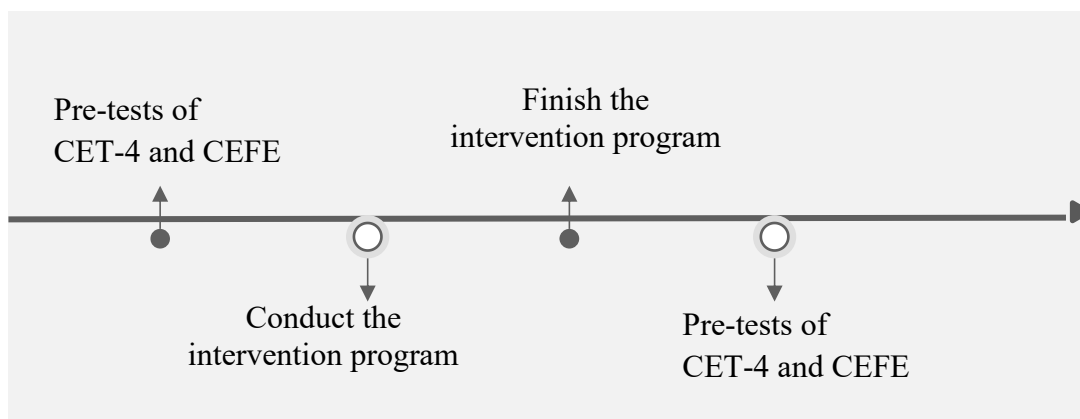 Pre-tests of
CET-4 and CEFE
Conduct the
intervention program
Finish the
intervention program
Pre-tests of
CET-4 and CEFE